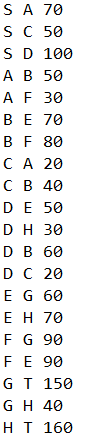 S A 70
S C 50
S D 100
A B 50
A F 30
B E 70
B F 80
C A 20
C B 40
D E 50
D H 30
D B 60
D C 20
E G 60
E H 70
F G 90
F E 90
G T 150
G H 40
H T 160